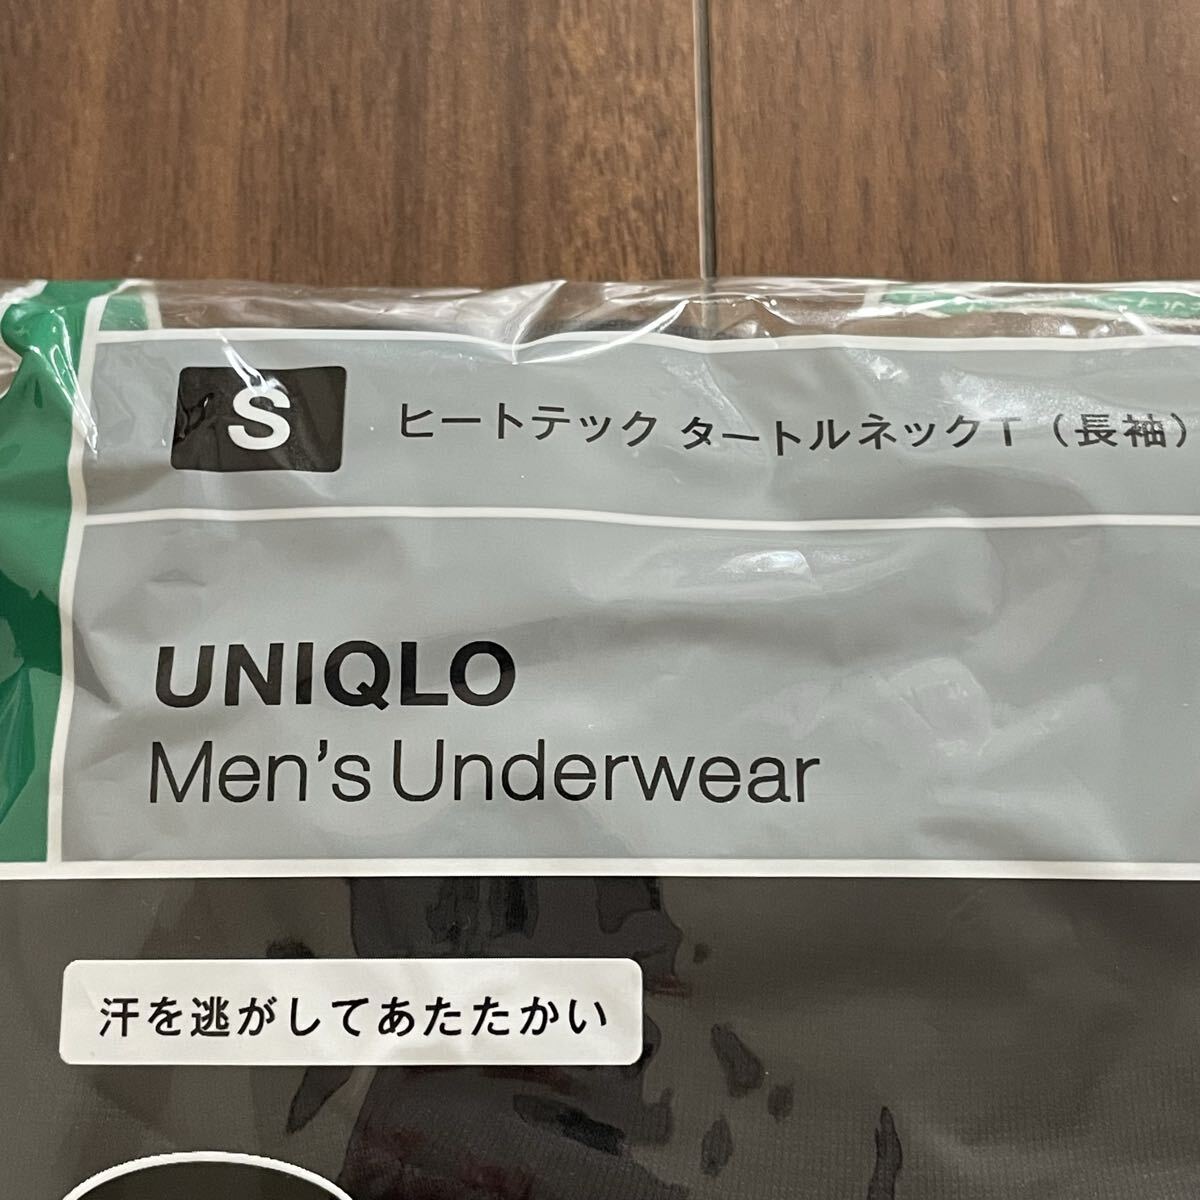 S
ヒートテック タートルネックT（長袖）
UNIQLO
Men's Underwear
汗を逃がしてあたたかい